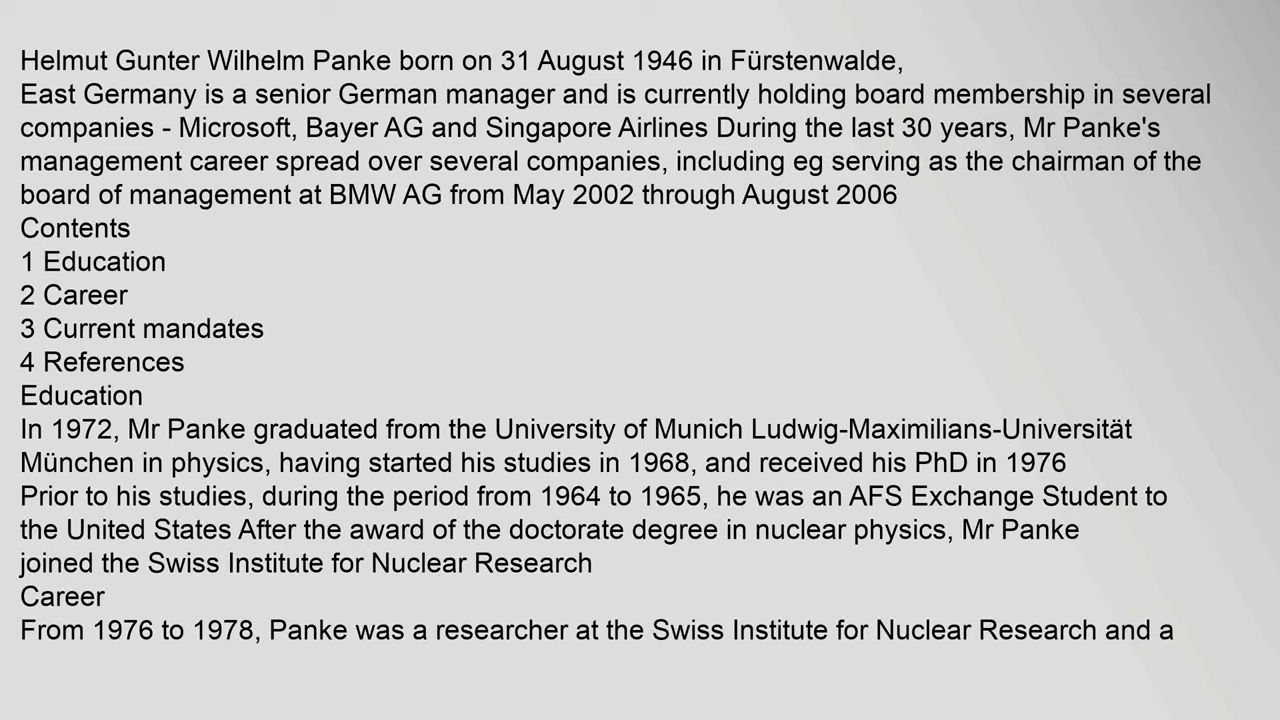 Helmut Gunter Wilhelm Panke born on 31 August 1946 in Fürstenwalde,
East Germany is a senior German manager and is currently holding board membership in several
companies - Microsoft, Bayer AG and Singapore Airlines During the last 30 years, Mr Panke's
management career spread over several companies, including eg serving as the chairman of the
board of management at BMW AG from May 2002 through August 2006
Contents
1 Education
2 Career
3 Current mandates
4 References
Education
In 1972, Mr Panke graduated from the University of Munich Ludwig-Maximilians-Universität
München in physics, having started his studies in 1968, and received his PhD in 1976
Prior to his studies, during the period from 1964 to 1965, he was an AFS Exchange Student to
the United States After the award of the doctorate degree in nuclear physics, Mr Panke
joined the Swiss Institute for Nuclear Research
Career
From 1976 to 1978, Panke was a researcher at the Swiss Institute for Nuclear Research and a